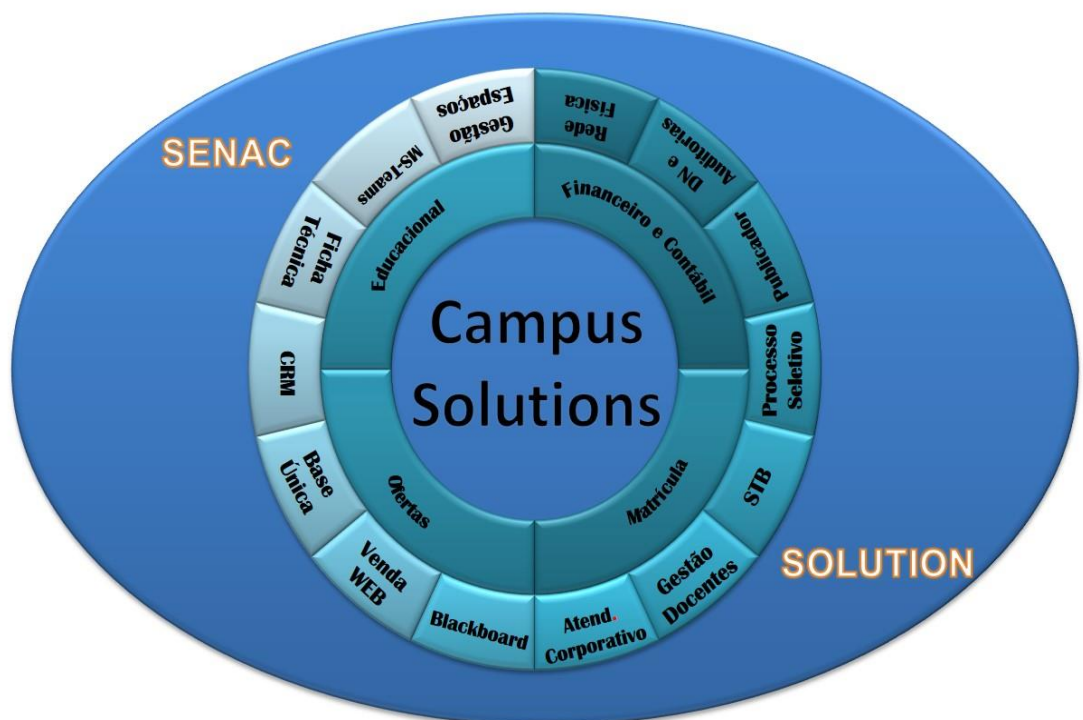 SENAC
Gestão
Espaços
Rede
Física
DN e
Auditorias
Publicador
Processo
Seletivo
STB
Gestão
Docentes
Atend.
Corporativo
Blackboard
Venda
WEB
Base
Única
CRM
Ficha
Técnica
MS-Teams
Educacional
Financeiro e Contábil
Matrícula
Ofertas
Campus
Solutions
SOLUTION